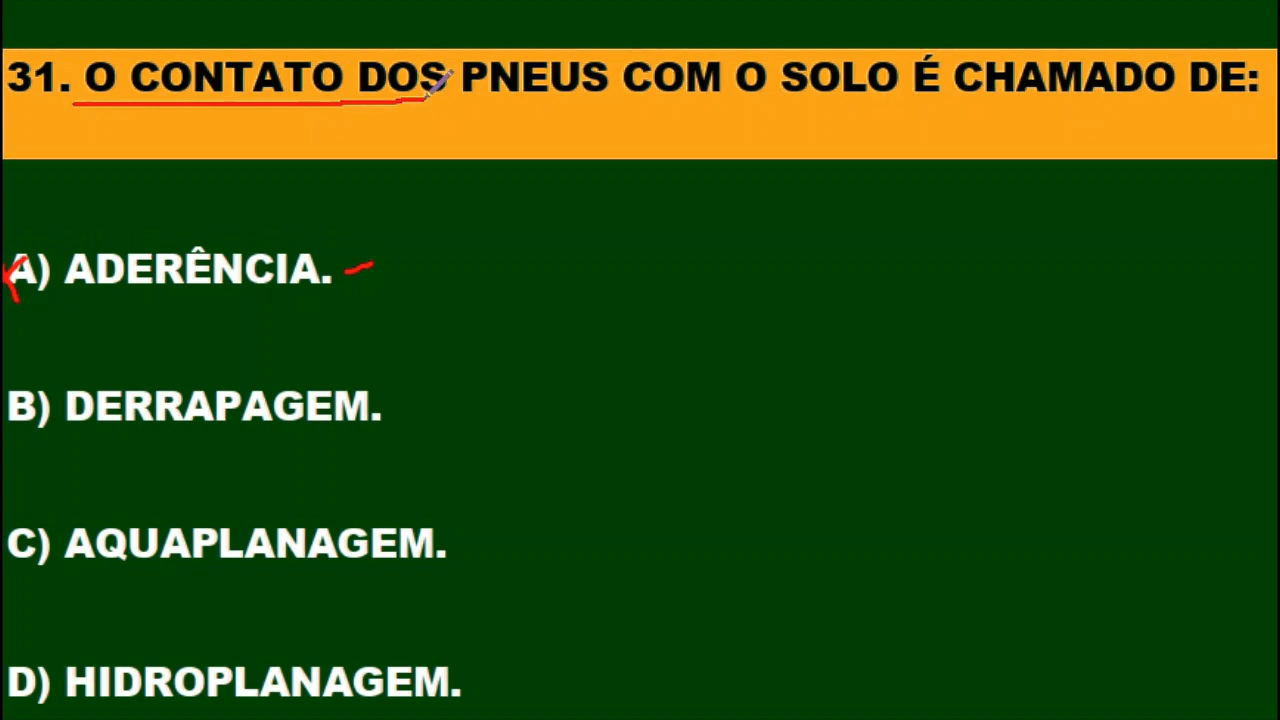 31. O CONTATO DOS PNEUS COM O SOLO É CHAMADO DE:
A) ADERÊNCIA.
B) DERRAPAGEM.
C) AQUAPLANAGEM.
D) HIDROPLANAGEM.